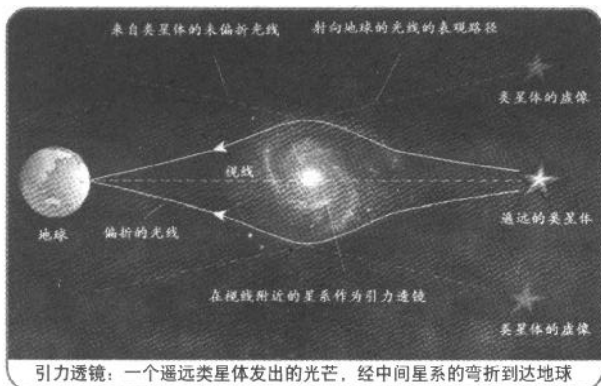 来自类星体的未偏折光线
射向地球的光线的表观路径
类星体的虚像
视线
遥远的类星体
地球
偏折的光线
在视线附近的星系作为引力透镜
类星体的虚像
引力透镜：一个遥远类星体发出的光芒，经中间星系的弯折到达地球